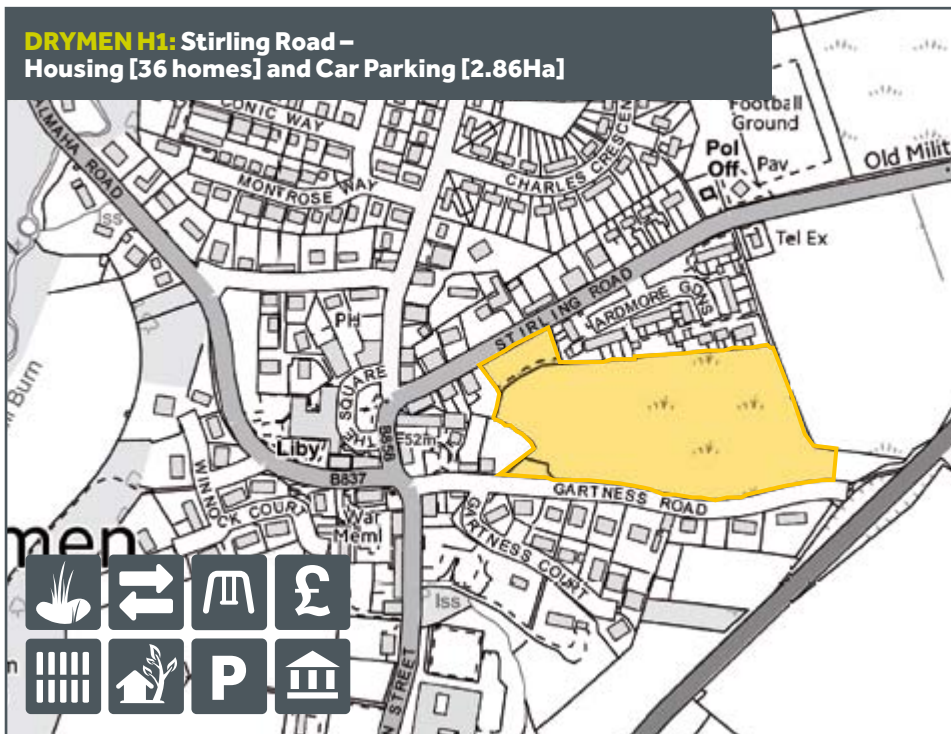 DRYMEN H1: Stirling Road –
Housing [36 homes] and Car Parking [2.86Ha]
CONIC WAY
Football
Ground
ALMAHA ROAD
CHARLES CRESCEN
Pol
Off
Pav
Old Milit
MONTROSE WAY
Iss
Tel Ex
STIRLING ROAD
ARDMORE GDNS
PH
THE SQUARE
Burn
B858
52m
Liby
B837
WINNOCK COURT
GARTNESS ROAD
War
Meml
GARTNESS COURT
men
£
Iss
P
N STREET